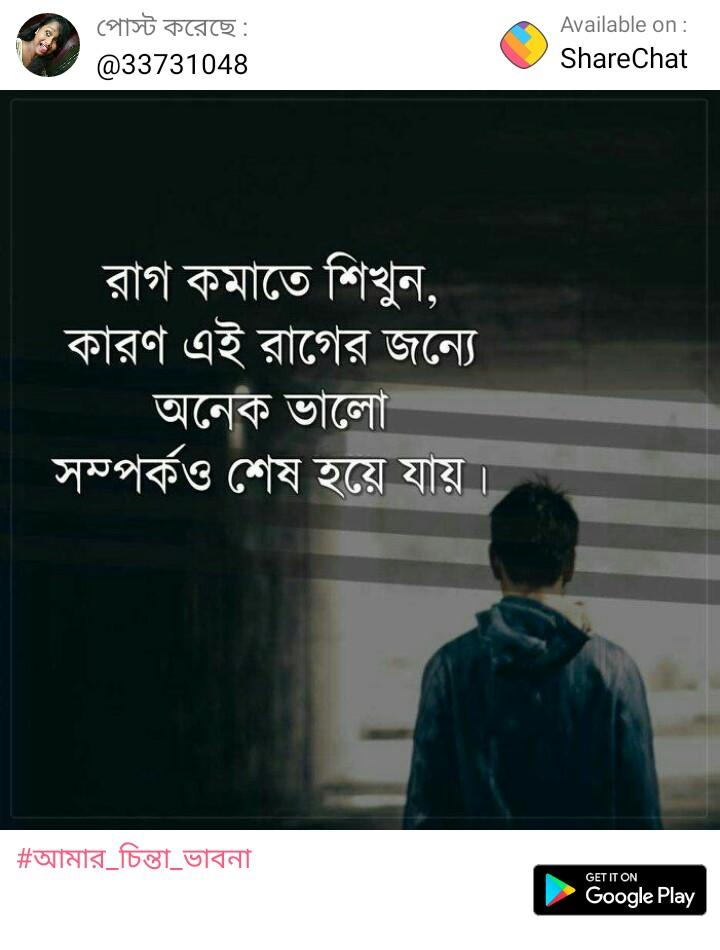 পোস্ট করেছে :
@33731048
Available on :
ShareChat
রাগ কমাতে শিখুন,
কারণ এই রাগের জন্যে
অনেক ভালো
সম্পর্কও শেষ হয়ে যায়।
#আমার_চিন্তা_ভাবনা
GET IT ON
Google Play